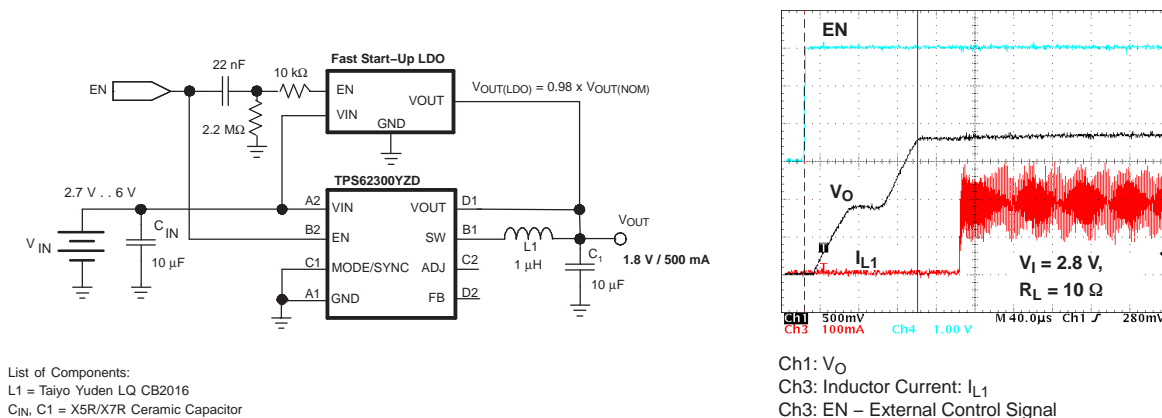 Fast Start–Up LDO
EN
22 nF
10 kΩ
2.2 MΩ
EN
VIN
VOUT
GND
VOUT(LDO) = 0.98 x VOUT(NOM)
TPS62300YZD
2.7 V . . 6 V
VIN
CIN
10 μF
A2
B2
C1
A1
VIN
EN
MODE/SYNC
GND
VOUT
SW
ADJ
FB
D1
B1
C2
D2
L1
1 μH
VOUT
C1
1.8 V / 500 mA
10 μF
List of Components:
L1 = Taiyo Yuden LQ CB2016
CIN, C1 = X5R/X7R Ceramic Capacitor
EN
VO
T
T
IL1
VI = 2.8 V,
RL = 10 Ω
Ch1 500mV M 40.0μs Ch1 280mV
Ch3 100mA Ch4 1.00 V
Ch1: VO
Ch3: Inductor Current: IL1
Ch3: EN – External Control Signal